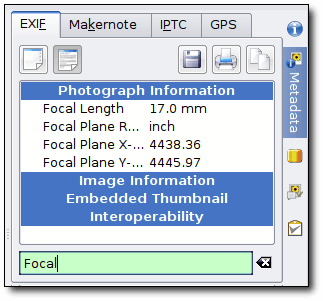 EXIF Makernote IPTC GPS
Photograph Information
Focal Length 17.0 mm
Focal Plane R... inch
Focal Plane X-... 4438.36
Focal Plane Y-... 4445.97
Image Information
Embedded Thumbnail
Interoperability
Focal
Metadata